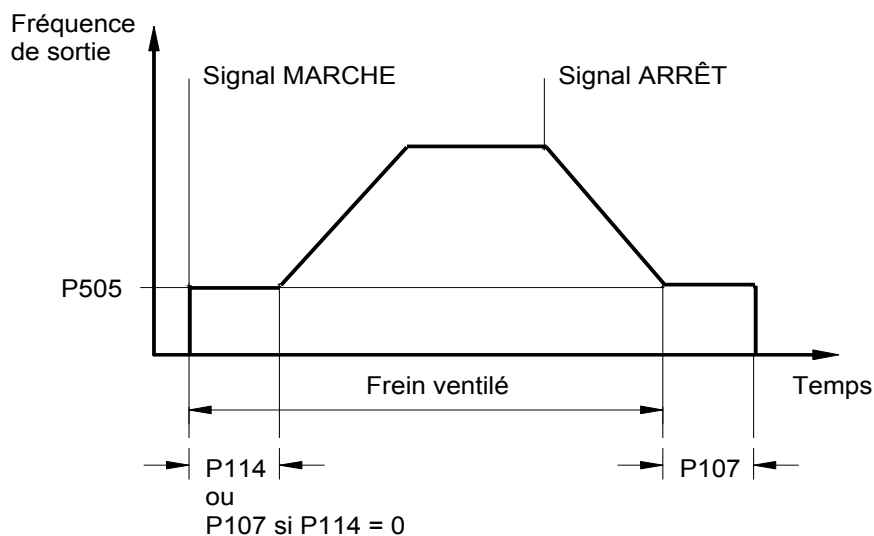 Fréquence
de sortie
Signal MARCHE
Signal ARRÊT
P505
Frein ventilé
Temps
P114
ou
P107 si P114 = 0
P107